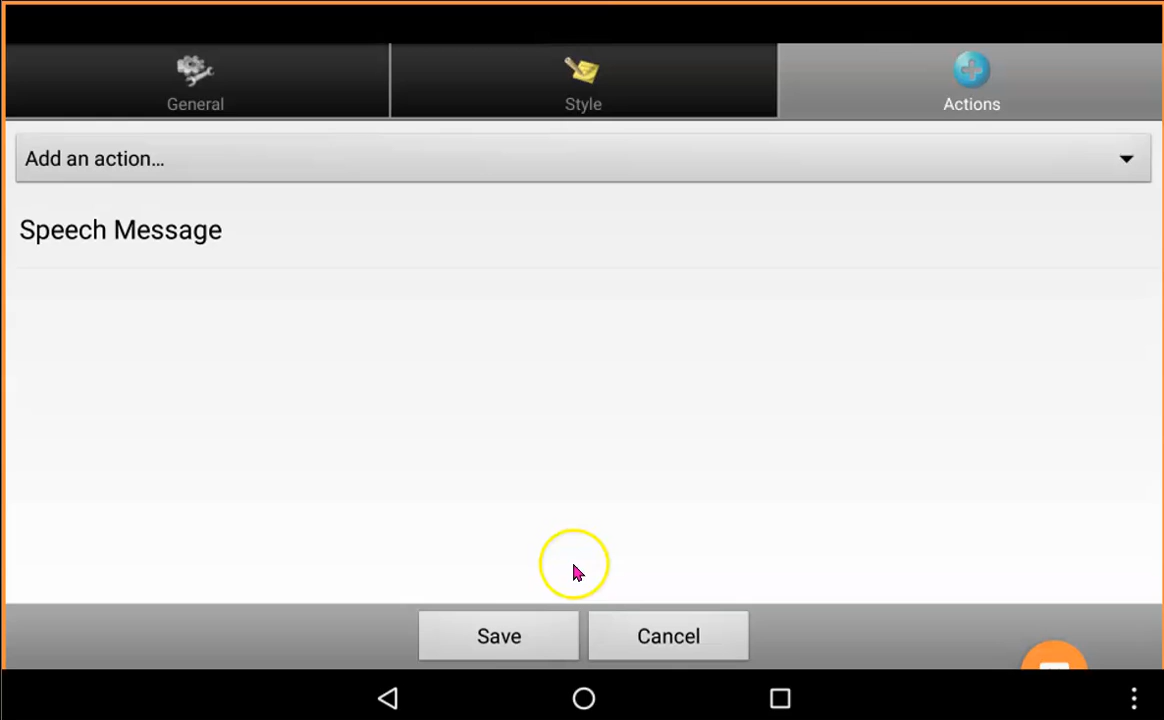 General
Style
Actions
Add an action...
Speech Message
Save
Cancel